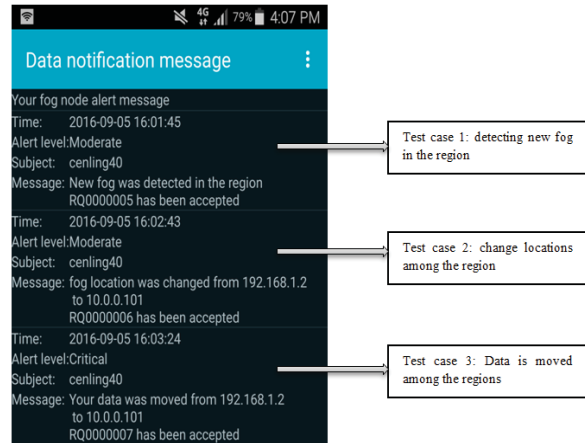 4G 79% 4:07 PM
Data notification message
Your fog node alert message
Time: 2016-09-05 16:01:45
Alert level:Moderate
Subject: cenling40
Message: New fog was detected in the region
RQ0000005 has been accepted
Time: 2016-09-05 16:02:43
Alert level:Moderate
Subject: cenling40
Message: fog location was changed from 192.168.1.2
to 10.0.0.101
RQ0000006 has been accepted
Time: 2016-09-05 16:03:24
Alert level:Critical
Subject: cenling40
Message: Your data was moved from 192.168.1.2
to 10.0.0.101
RQ0000007 has been accepted
Test case 1: detecting new fog
in the region
Test case 2: change locations
among the region
Test case 3: Data is moved
among the regions